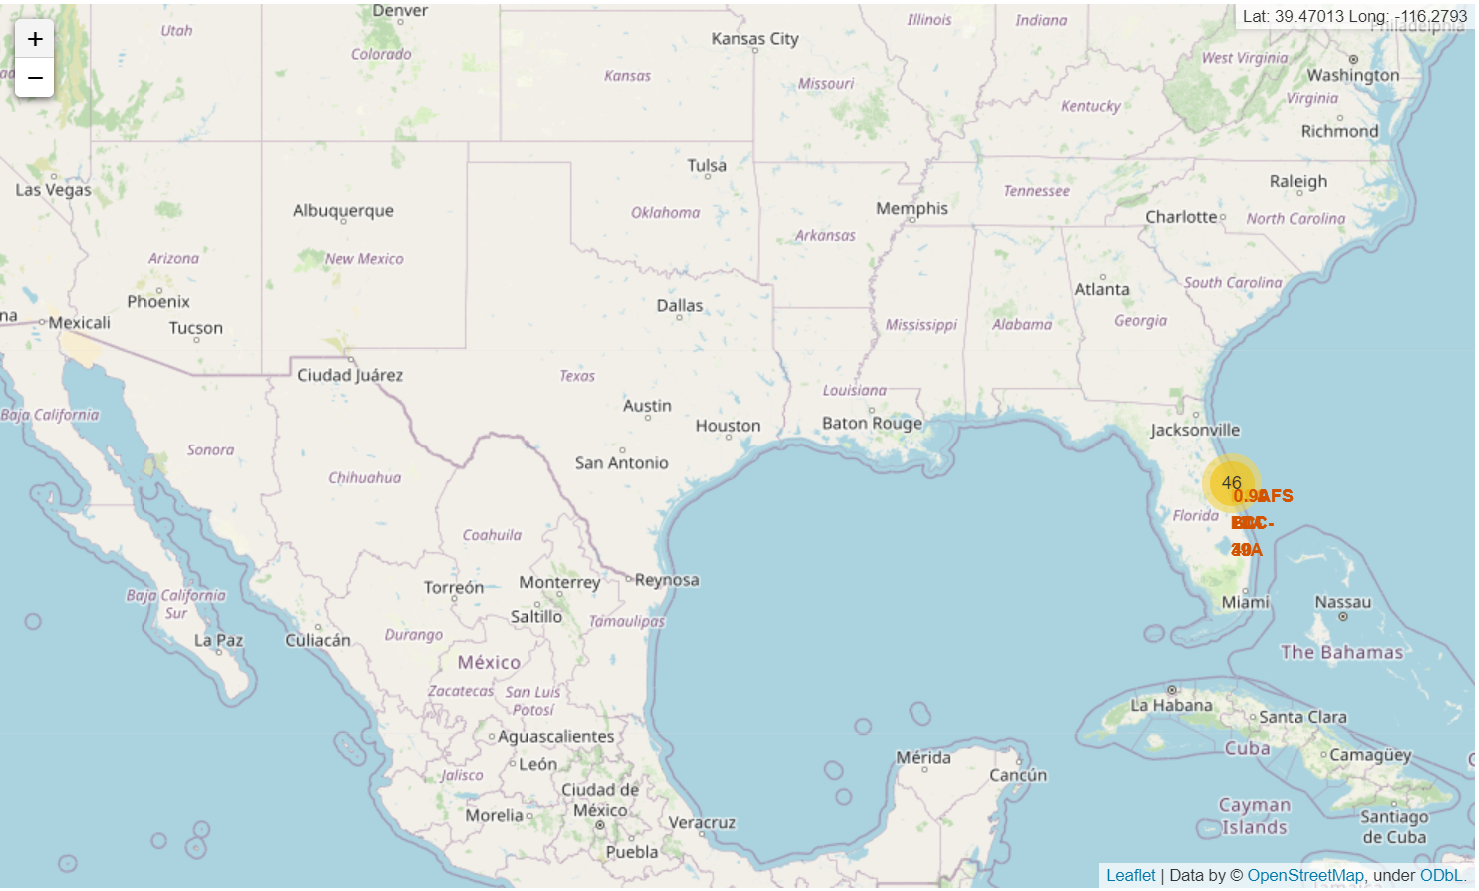 Denver
Utah
Colorado
Illinois
Indiana
Lat: 39.47013 Long: -116.2793
Philadelphia
+
−
Kansas City
Kansas
Missouri
West Virginia
Washington
Virginia
Kentucky
Richmond
Las Vegas
Tulsa
Tennessee
Raleigh
Albuquerque
Oklahoma
Memphis
Charlotte
North Carolina
Arkansas
Arizona
New Mexico
Phoenix
Dallas
Atlanta
South Carolina
Mexicali
Tucson
Mississippi
Alabama
Georgia
Ciudad Juárez
Texas
Louisiana
Baja California
Austin
Houston
Baton Rouge
Jacksonville
Sonora
San Antonio
Chihuahua
46
Florida
Coahuila
Torreón
Monterrey
Reynosa
Baja California
Sur
Saltillo
Tamaulipas
Miami
Nassau
La Paz
Culiacán
Durango
The Bahamas
México
Zacatecas
San Luis
Potosí
La Habana
Santa Clara
Aguascalientes
Cuba
Camagüey
León
Jalisco
Mérida
Cancún
Ciudad de
México
Morelia
Veracruz
Cayman
Islands
Santiago
de Cuba
Puebla
Leaflet | Data by © OpenStreetMap, under ODbL.